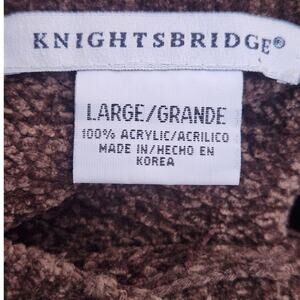 KNIGHTSBRIDGE®
LARGE/GRANDE
100% ACRYLIC/ACRILICO
MADE IN/HECHO EN
KOREA